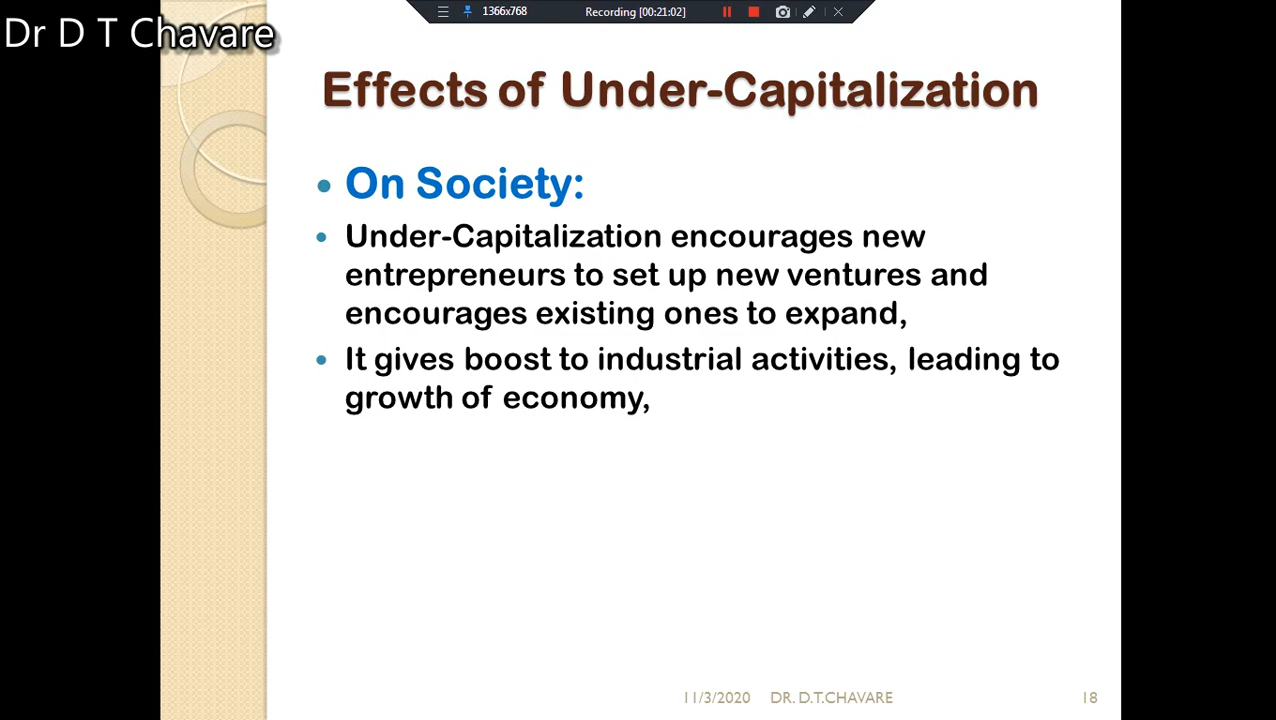 1366x768 Recording [00:21:02]
Dr D T Chavare
Effects of Under-Capitalization
• On Society:
• Under-Capitalization encourages new
entrepreneurs to set up new ventures and
encourages existing ones to expand,
• It gives boost to industrial activities, leading to
growth of economy,
11/3/2020 DR. D.T.CHAVARE 18